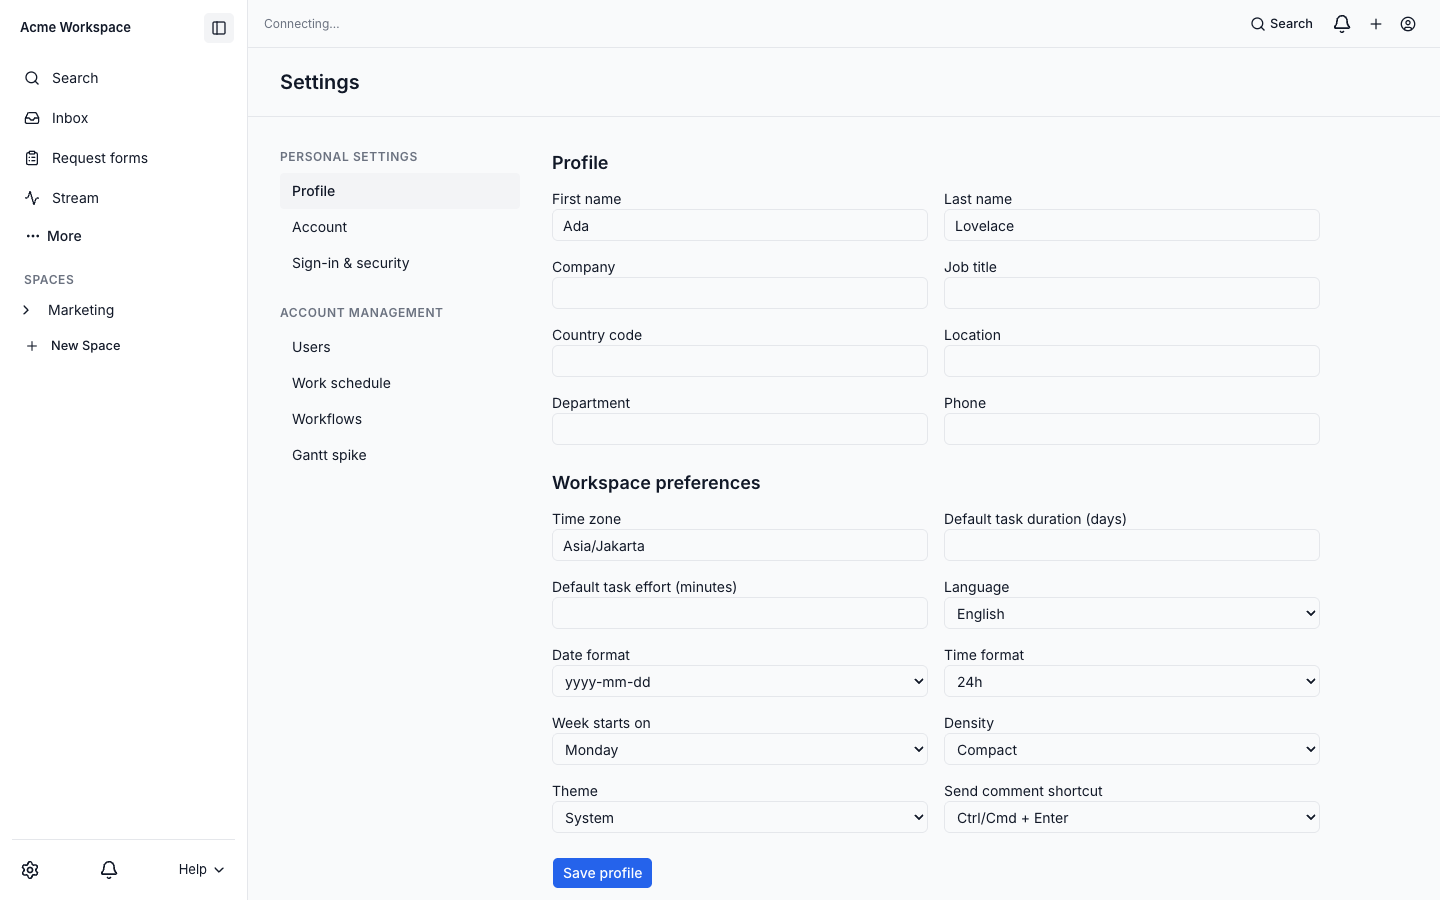 Acme Workspace
Search
Inbox
Request forms
Stream
More
SPACES
Marketing
New Space
Help
Connecting...
Search
Settings
PERSONAL SETTINGS
Profile
Account
Sign-in & security
ACCOUNT MANAGEMENT
Users
Work schedule
Workflows
Gantt spike
Profile
First name
Last name
Ada
Lovelace
Company
Job title
Country code
Location
Department
Phone
Workspace preferences
Time zone
Default task duration (days)
Asia/Jakarta
Default task effort (minutes)
Language
English
Date format
Time format
yyyy-mm-dd
24h
Week starts on
Density
Monday
Compact
Theme
Send comment shortcut
System
Ctrl/Cmd + Enter
Save profile